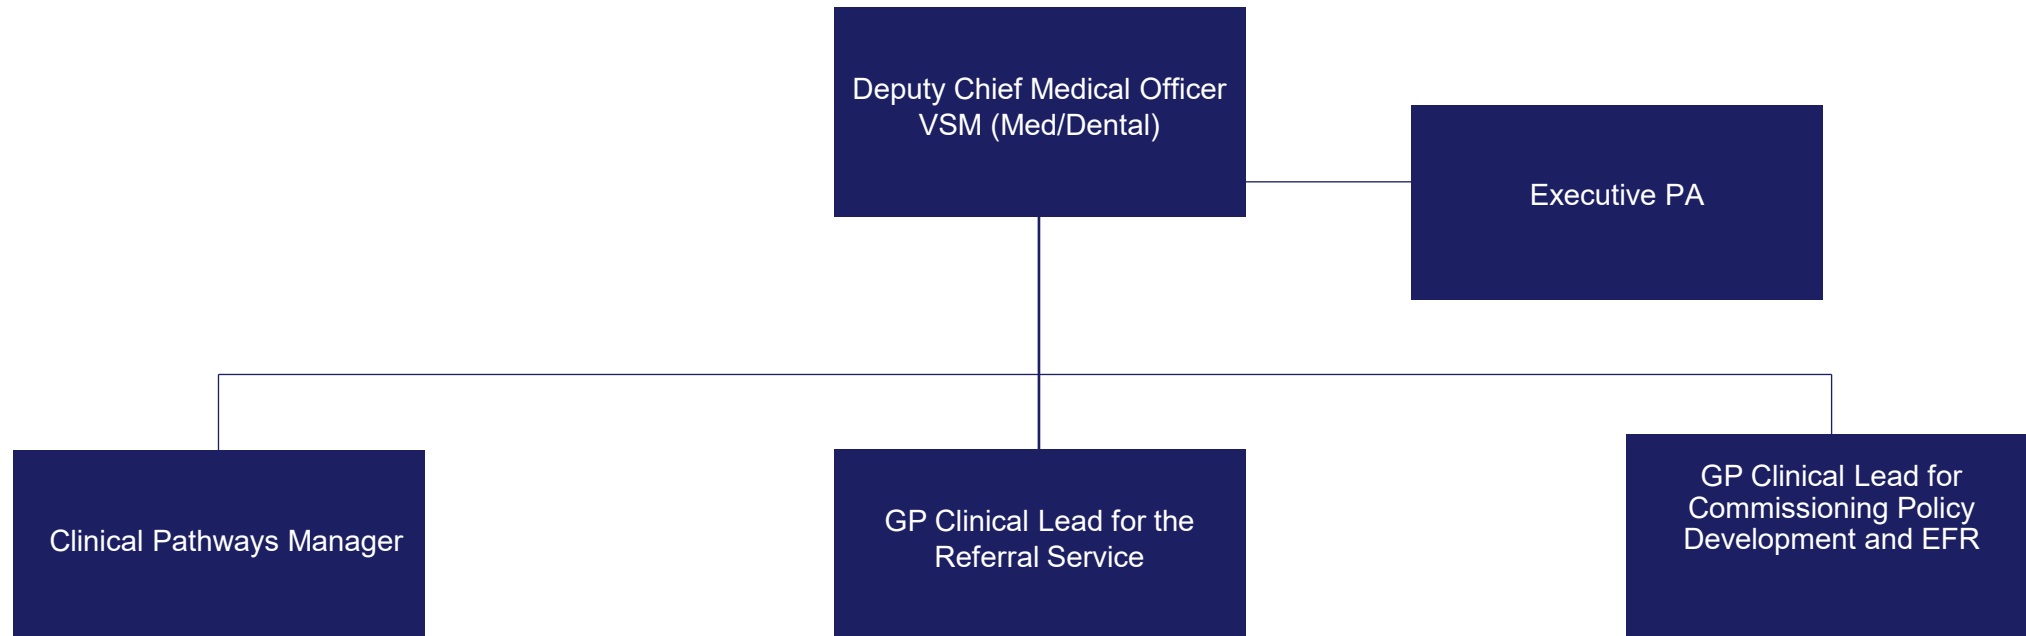 Deputy Chief Medical Officer
VSM (Med/Dental)
Executive PA
Clinical Pathways Manager
GP Clinical Lead for the
Referral Service
GP Clinical Lead for
Commissioning Policy
Development and EFR